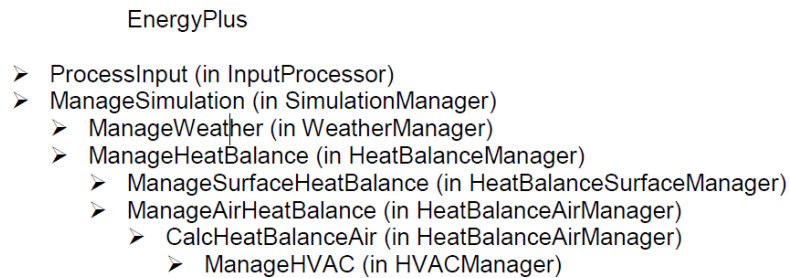 EnergyPlus
➢ ProcessInput (in InputProcessor)
➢ ManageSimulation (in SimulationManager)
➢ ManageWeather (in WeatherManager)
➢ ManageHeatBalance (in HeatBalanceManager)
➢ ManageSurfaceHeatBalance (in HeatBalanceSurfaceManager)
➢ ManageAirHeatBalance (in HeatBalanceAirManager)
➢ CalcHeatBalanceAir (in HeatBalanceAirManager)
➢ ManageHVAC (in HVACManager)